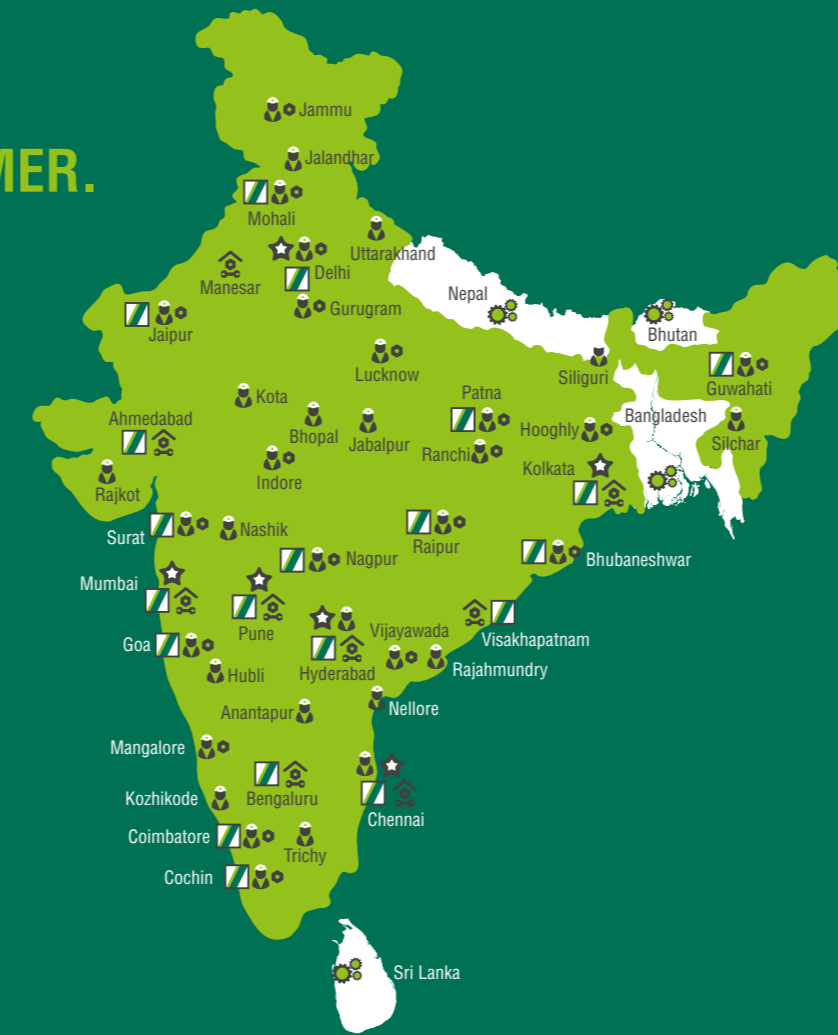 MER.
Jammu
Jalandhar
Mohali
Uttarakhand
Delhi
Manesar
Nepal
Gurugram
Jaipur
Bhutan
Lucknow
Siliguri
Guwahati
Patna
Kota
Bangladesh
Ahmedabad
Bhopal
Jabalpur
Hooghly
Silchar
Ranchi
Kolkata
Indore
Rajkot
Surat
Nashik
Raipur
Nagpur
Bhubaneshwar
Mumbai
Pune
Vijayawada
Visakhapatnam
Goa
Hyderabad
Rajahmundry
Hubli
Nellore
Anantapur
Mangalore
Kozhikode
Bengaluru
Chennai
Coimbatore
Trichy
Cochin
Sri Lanka